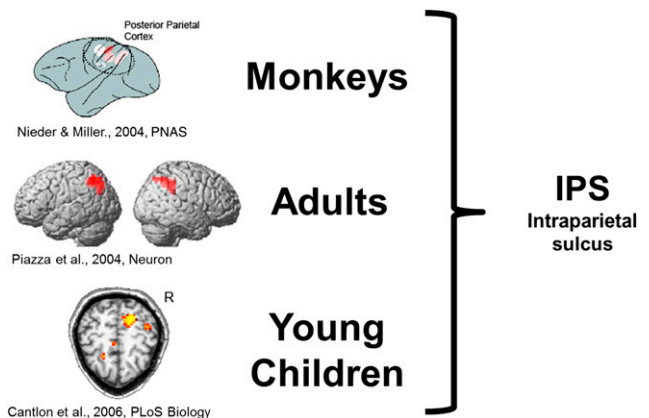 Posterior Parietal
Cortex
Monkeys
Nieder & Miller., 2004, PNAS
Adults
Piazza et al., 2004, Neuron
R
Young
Children
Cantlon et al., 2006, PLoS Biology
IPS
Intraparietal
sulcus